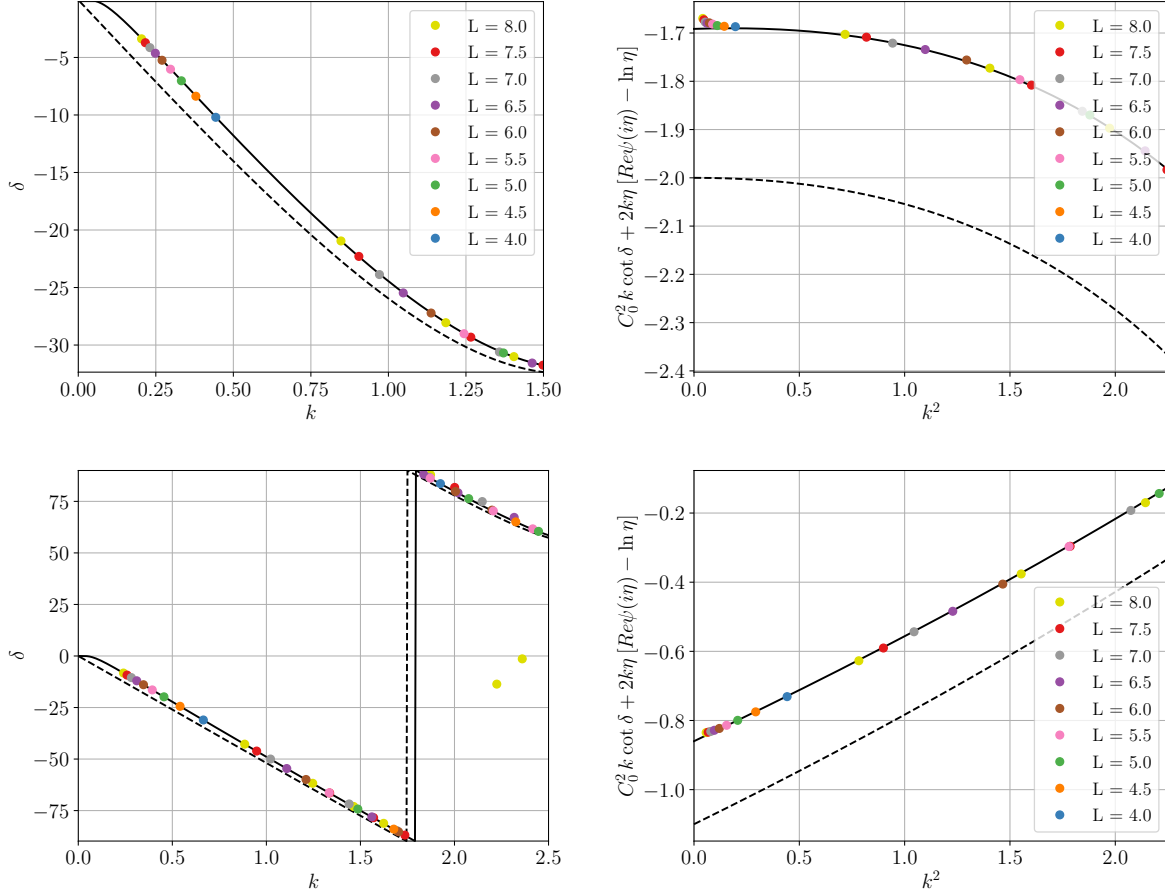 −5
−10
−15
−20
−25
−30
δ
0.00
0.25
0.50
0.75
1.00
1.25
1.50
k
L = 8.0
L = 7.5
L = 7.0
L = 6.5
L = 6.0
L = 5.5
L = 5.0
L = 4.5
L = 4.0
−1.7
−1.8
−1.9
−2.0
−2.1
−2.2
−2.3
−2.4
C₀² k cot δ + 2kη [Reψ(iη) − ln η]
0.0
0.5
1.0
1.5
2.0
k²
L = 8.0
L = 7.5
L = 7.0
L = 6.5
L = 6.0
L = 5.5
L = 5.0
L = 4.5
L = 4.0
75
50
25
0
−25
−50
−75
δ
0.0
0.5
1.0
1.5
2.0
2.5
k
−0.2
−0.4
−0.6
−0.8
−1.0
C₀² k cot δ + 2kη [Reψ(iη) − ln η]
0.0
0.5
1.0
1.5
2.0
k²
L = 8.0
L = 7.5
L = 7.0
L = 6.5
L = 6.0
L = 5.5
L = 5.0
L = 4.5
L = 4.0